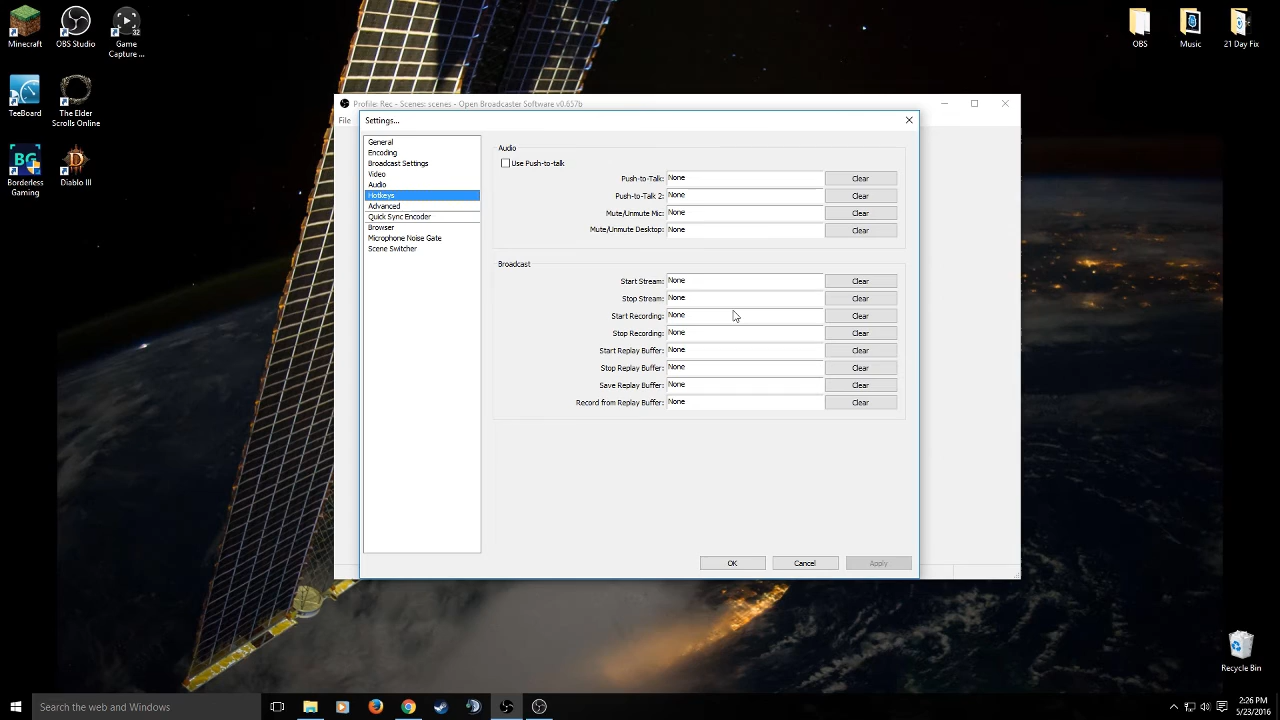 Minecraft
OBS Studio
Game
Capture ...
32
TeeBoard
The Elder
Scrolls Online
BG
Borderless
Gaming
Diablo III
OBS
Music
21 Day Fix
Profile: Rec - Scenes: scenes - Open Broadcaster Software v0.657b
File
Settings...
General
Encoding
Broadcast Settings
Video
Audio
Hotkeys
Advanced
Quick Sync Encoder
Browser
Microphone Noise Gate
Scene Switcher
Audio
Use Push-to-talk
Push-to-Talk: None Clear
Push-to-Talk 2: None Clear
Mute/Unmute Mic: None Clear
Mute/Unmute Desktop: None Clear
Broadcast
Start Stream: None Clear
Stop Stream: None Clear
Start Recording: None Clear
Stop Recording: None Clear
Start Replay Buffer: None Clear
Stop Replay Buffer: None Clear
Save Replay Buffer: None Clear
Record from Replay Buffer: None Clear
OK Cancel Apply
Recycle Bin
Search the web and Windows
2:26 PM
5/23/2016